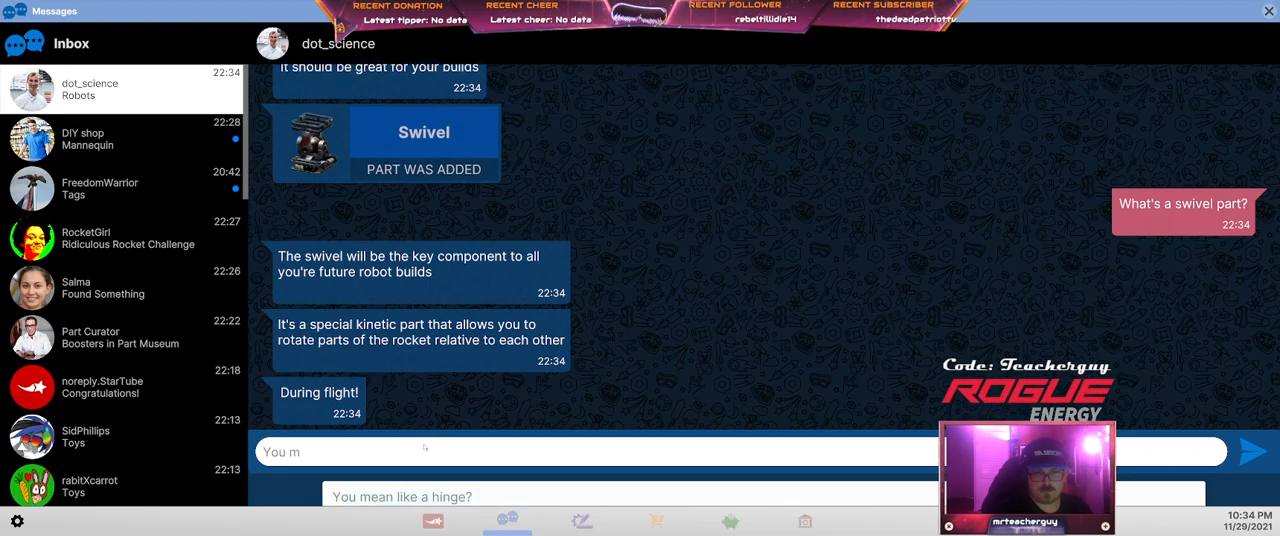 Messages
RECENT DONATION
Latest tipper: No data
RECENT CHEER
Latest cheer: No data
RECENT FOLLOWER
rebeltillidie14
RECENT SUBSCRIBER
thedeadpatriottv
Inbox
dot_science
dot_science
Robots
22:34
DIY shop
Mannequin
22:28
FreedomWarrior
Tags
20:42
RocketGirl
Ridiculous Rocket Challenge
22:27
Salma
Found Something
22:26
Part Curator
Boosters in Part Museum
22:22
noreply.StarTube
Congratulations!
22:18
SidPhillips
Toys
22:13
rabitXcarrot
Toys
22:13
It should be great for your builds
22:34
Swivel
PART WAS ADDED
What's a swivel part?
22:34
The swivel will be the key component to all
you're future robot builds
22:34
It's a special kinetic part that allows you to
rotate parts of the rocket relative to each other
22:34
During flight!
22:34
You m
You mean like a hinge?
Code: Teacherguy
ROGUE
ENERGY
mrteacherguy
10:34 PM
11/29/2021